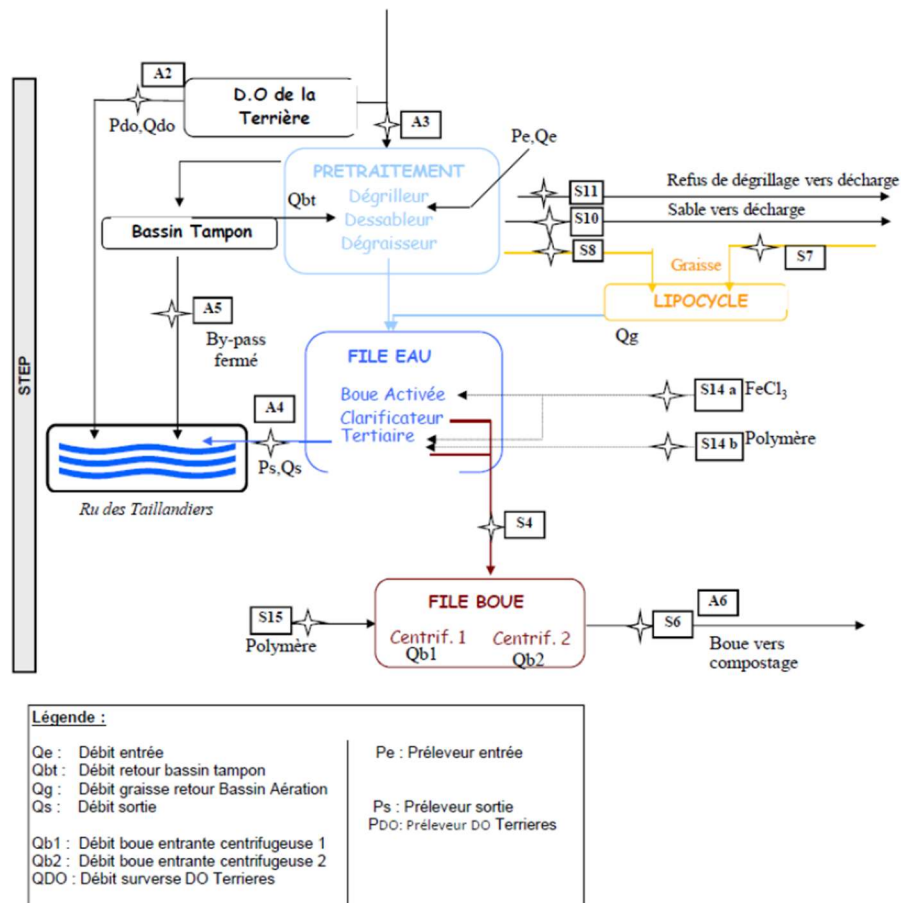 STEP
A2
D.O de la
Terrière
Pdo,Qdo
A3
Pe,Qe
PRETRAITEMENT
Dégrilleur
Dessableur
Dégraisseur
Qbt
Bassin Tampon
S11
Refus de dégrillage vers décharge
S10
Sable vers décharge
S8
Graisse
S7
LIPOCYCLE
Qg
A5
By-pass
fermé
FILE EAU
Boue Activée
Clarificateur
Tertiaire
S14 a
FeCl3
S14 b
Polymère
A4
Ps,Qs
Ru des Taillandiers
S4
FILE BOUE
Centrif. 1
Centrif. 2
Qb1
Qb2
S15
Polymère
S6
A6
Boue vers
compostage
Légende :
Qe : Débit entrée
Qbt : Débit retour bassin tampon
Qg : Débit graisse retour Bassin Aération
Qs : Débit sortie
Qb1 : Débit boue entrante centrifugeuse 1
Qb2 : Débit boue entrante centrifugeuse 2
QDO : Débit surverse DO Terrieres
Pe : Préleveur entrée
Ps : Préleveur sortie
PDO: Préleveur DO Terrieres